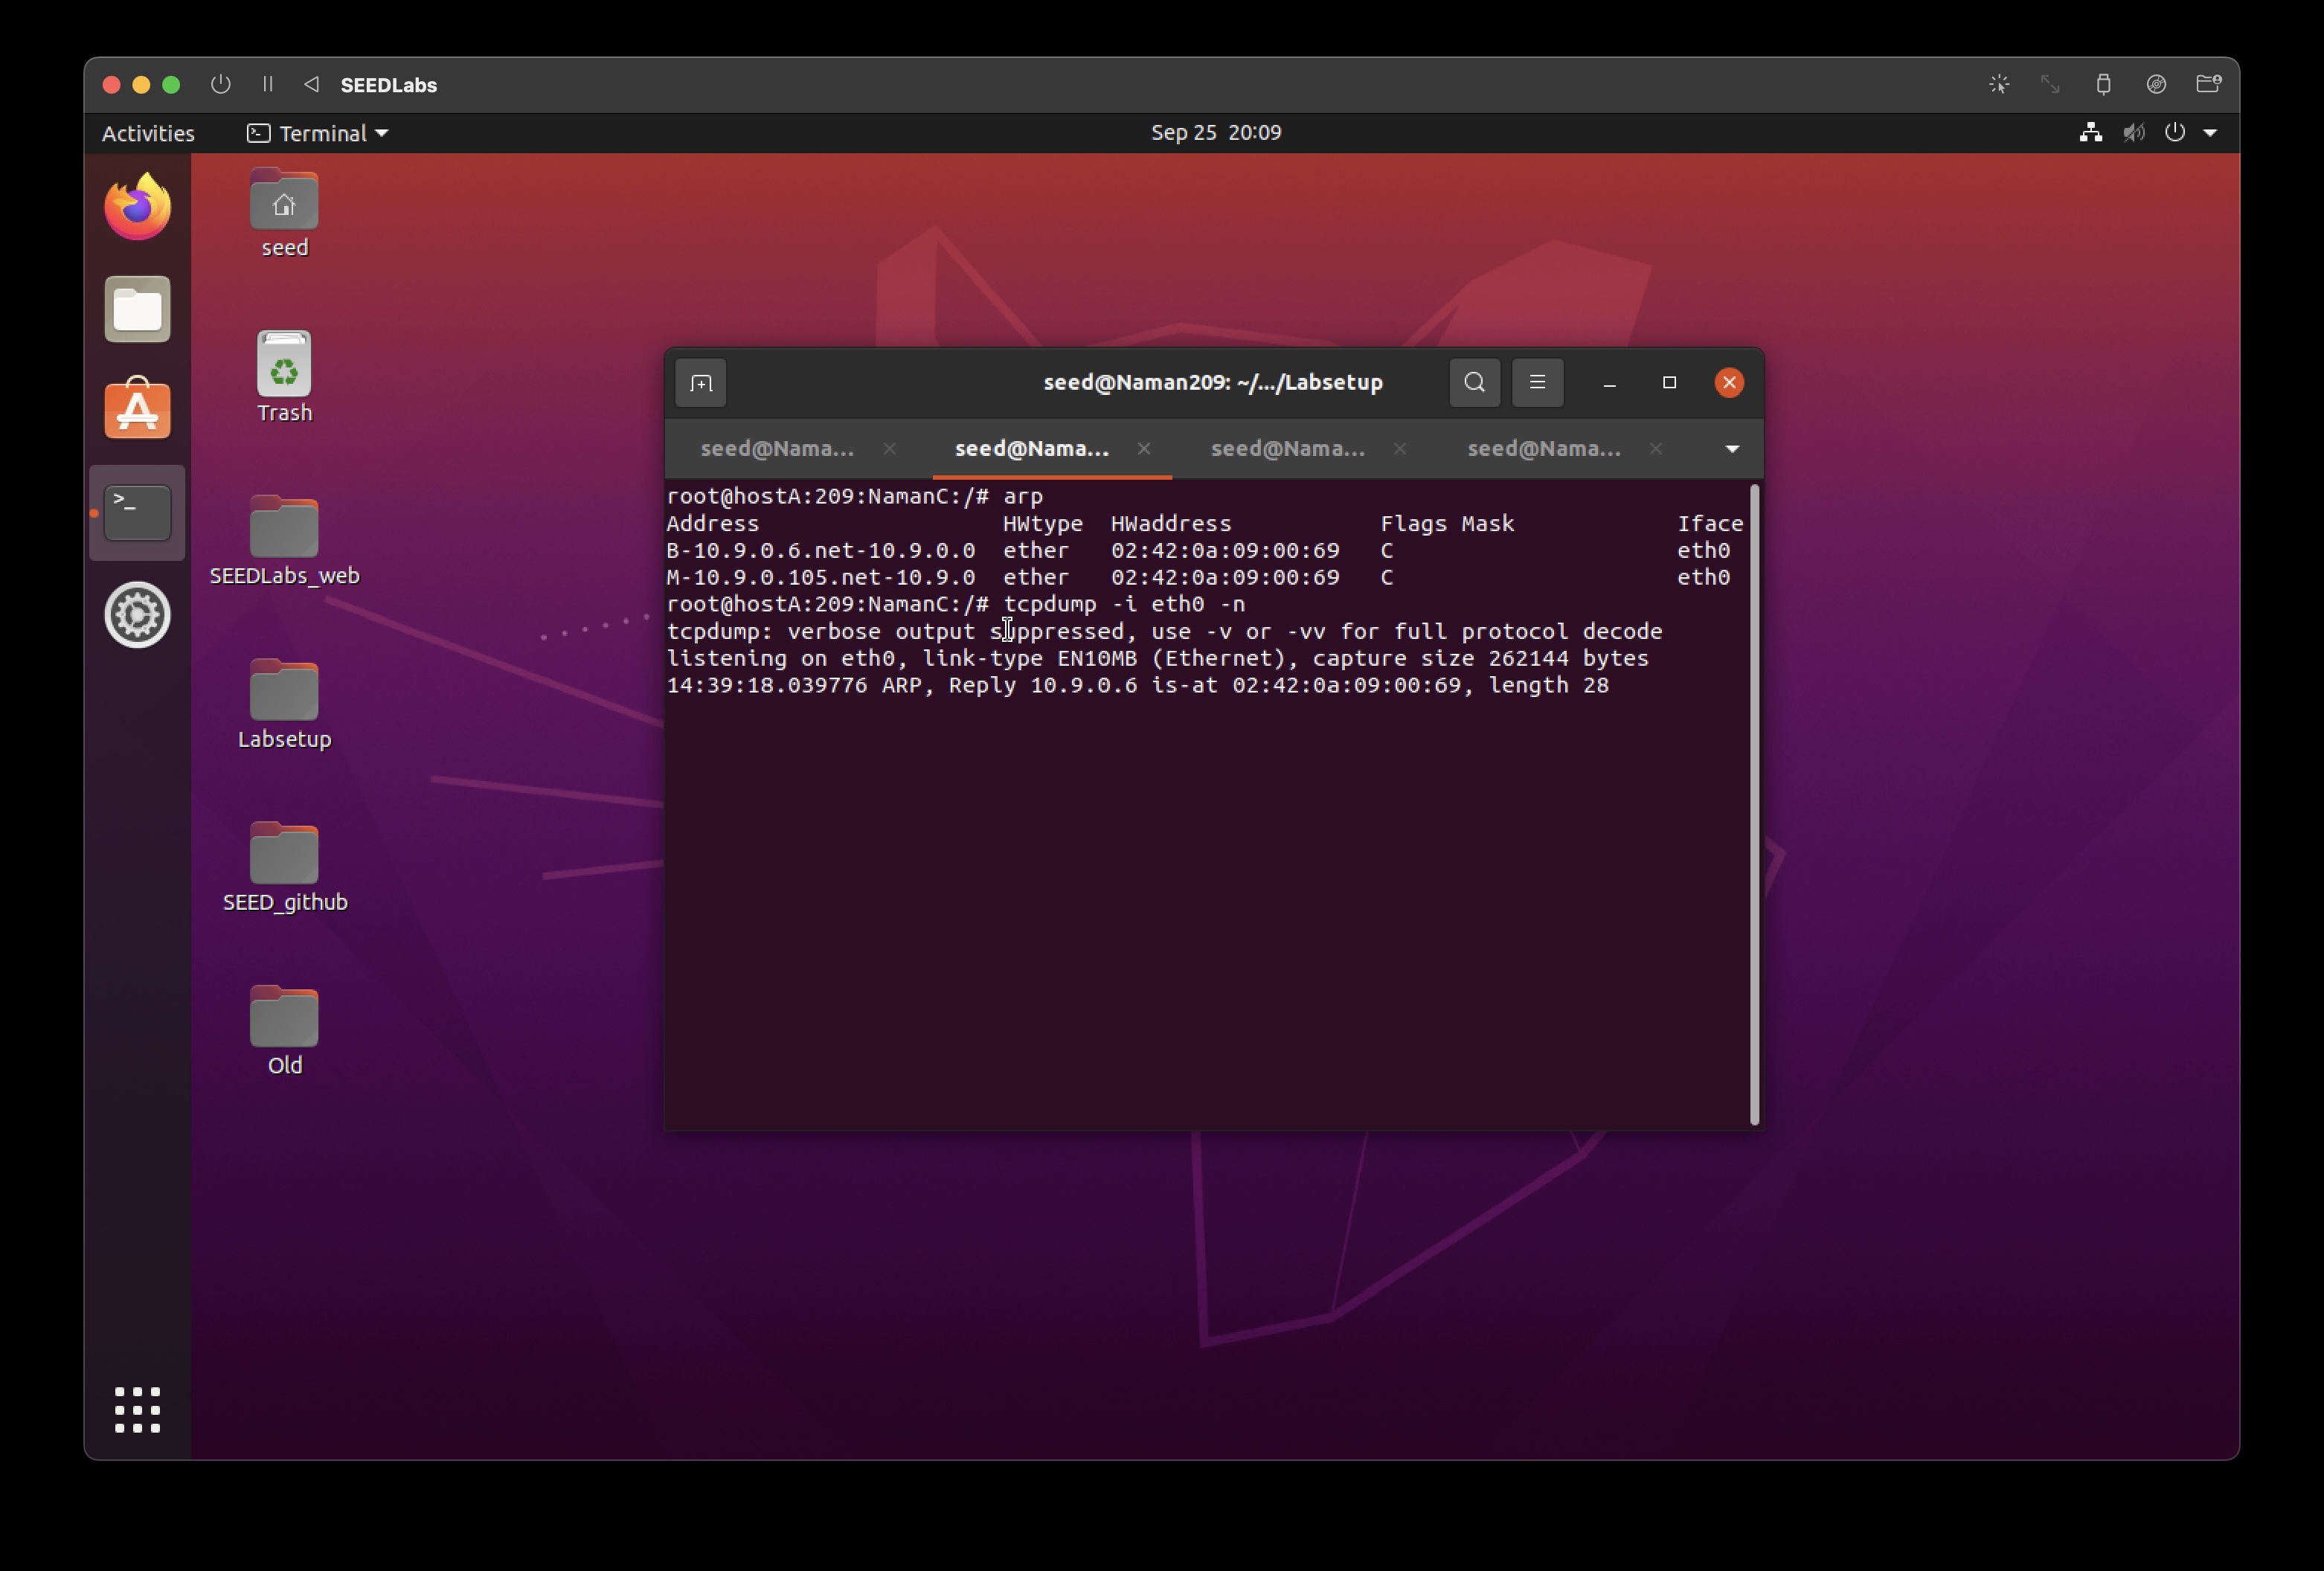 SEEDLabs
Activities Terminal Sep 25 20:09
seed
Trash
SEEDLabs_web
Labsetup
SEED_github
Old
seed@Naman209: ~/.../Labsetup
seed@Nama... seed@Nama... seed@Nama... seed@Nama...
root@hostA:209:NamanC:/# arp
Address HWtype HWaddress Flags Mask Iface
B-10.9.0.6.net-10.9.0.0 ether 02:42:0a:09:00:69 C eth0
M-10.9.0.105.net-10.9.0 ether 02:42:0a:09:00:69 C eth0
root@hostA:209:NamanC:/# tcpdump -i eth0 -n
tcpdump: verbose output suppressed, use -v or -vv for full protocol decode
listening on eth0, link-type EN10MB (Ethernet), capture size 262144 bytes
14:39:18.039776 ARP, Reply 10.9.0.6 is-at 02:42:0a:09:00:69, length 28